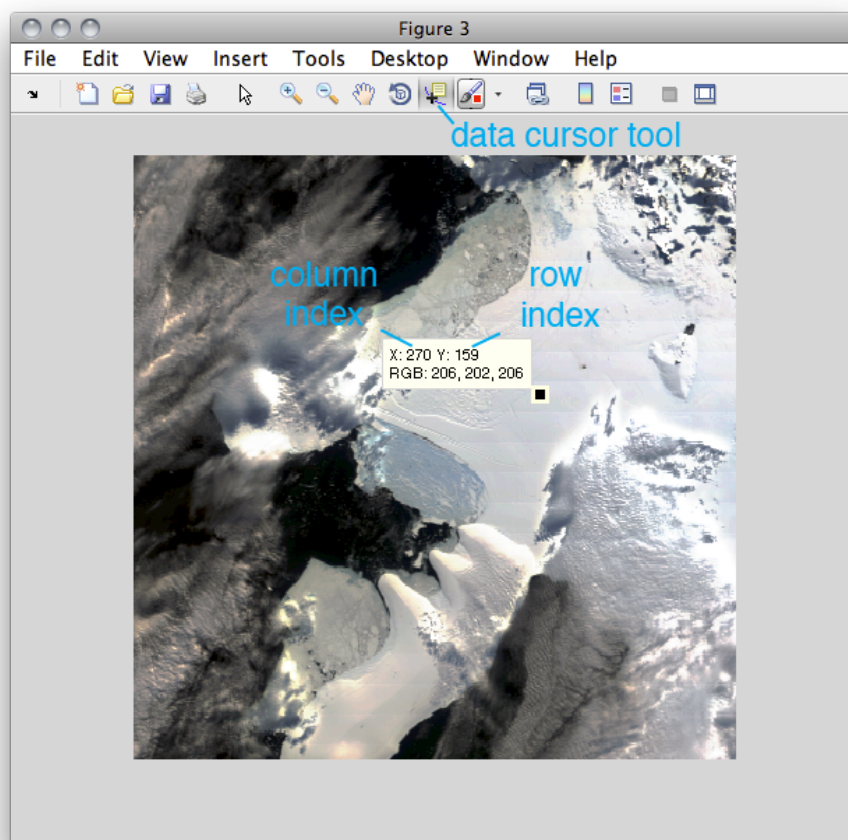 Figure 3
File Edit View Insert Tools Desktop Window Help
data cursor tool
column
index
row
index
X: 270 Y: 159
RGB: 206, 202, 206